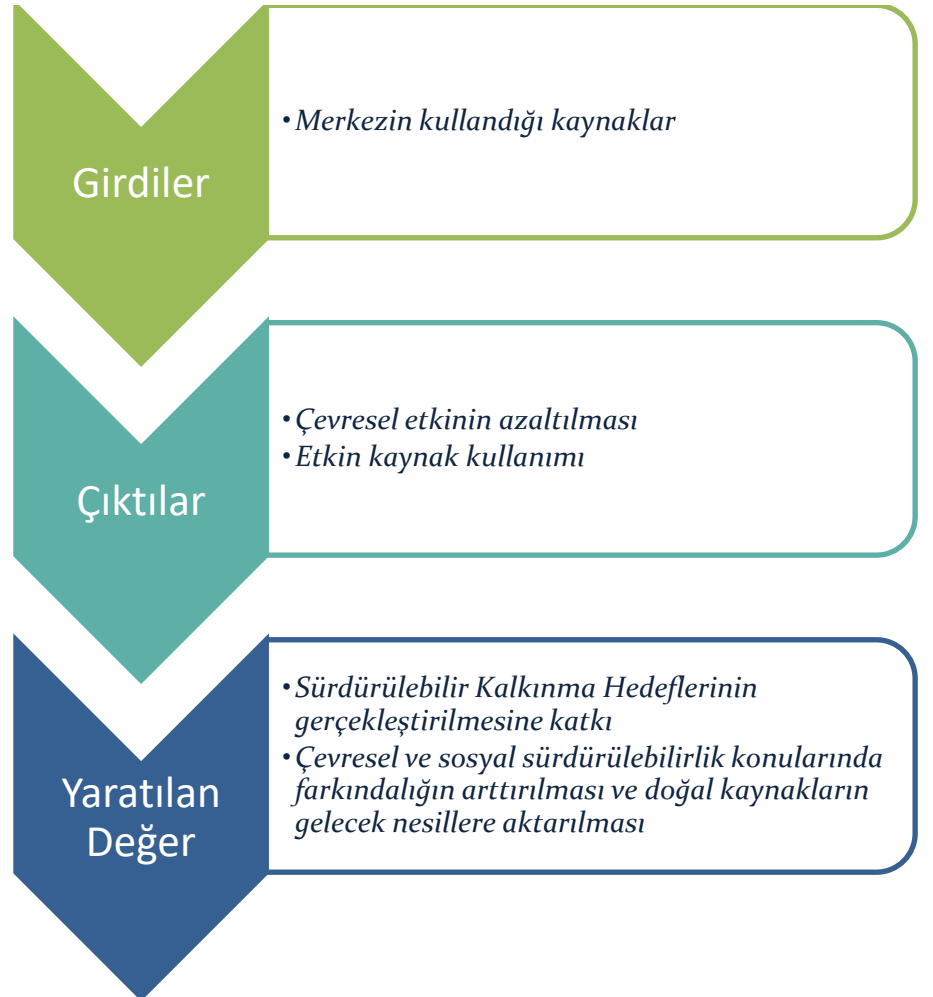 Girdiler
• Merkezin kullandığı kaynaklar
Çıktılar
• Çevresel etkinin azaltılması
• Etkin kaynak kullanımı
Yaratılan
Değer
• Sürdürülebilir Kalkınma Hedeflerinin
gerçekleştirilmesine katkı
• Çevresel ve sosyal sürdürülebilirlik konularında
farkındalığın arttırılması ve doğal kaynakların
gelecek nesillere aktarılması